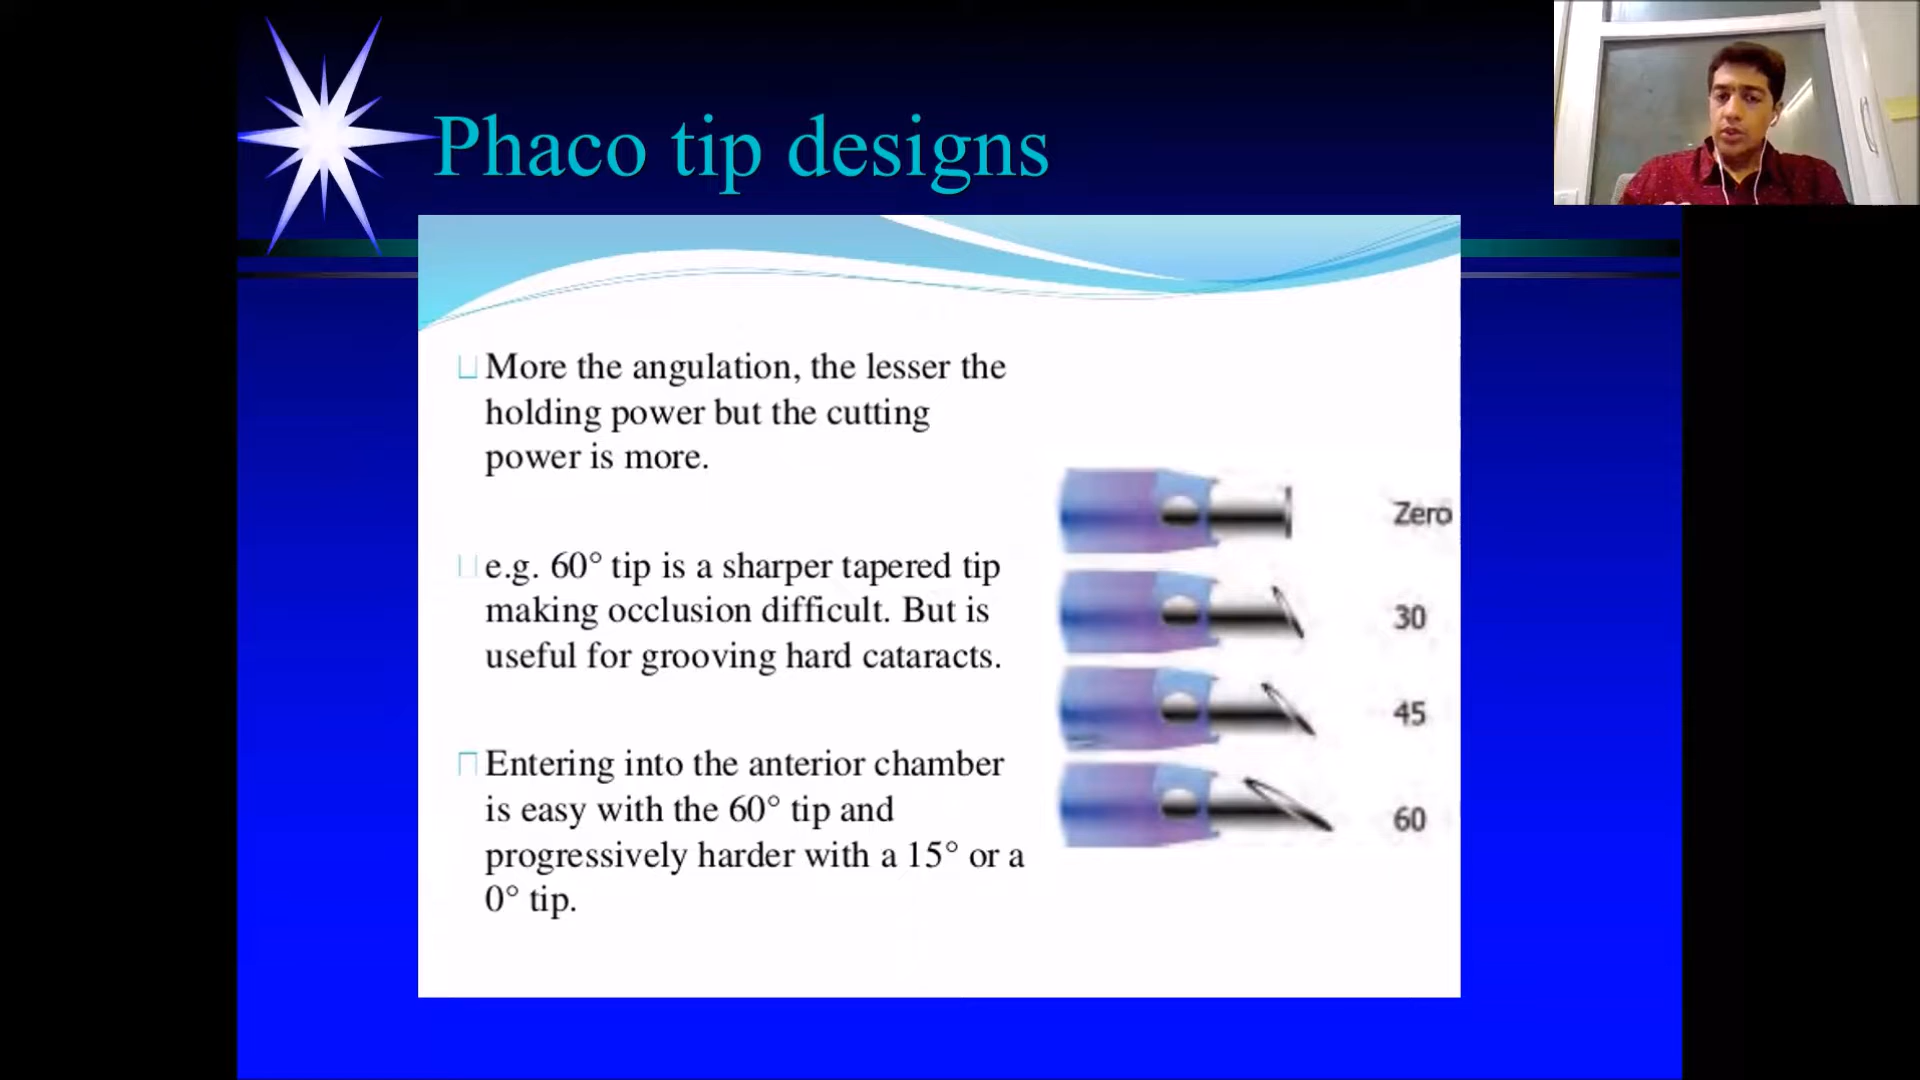 Phaco tip designs
More the angulation, the lesser the
holding power but the cutting
power is more.
e.g. 60° tip is a sharper tapered tip
making occlusion difficult. But is
useful for grooving hard cataracts.
Entering into the anterior chamber
is easy with the 60° tip and
progressively harder with a 15° or a
0° tip.
Zero
30
45
60